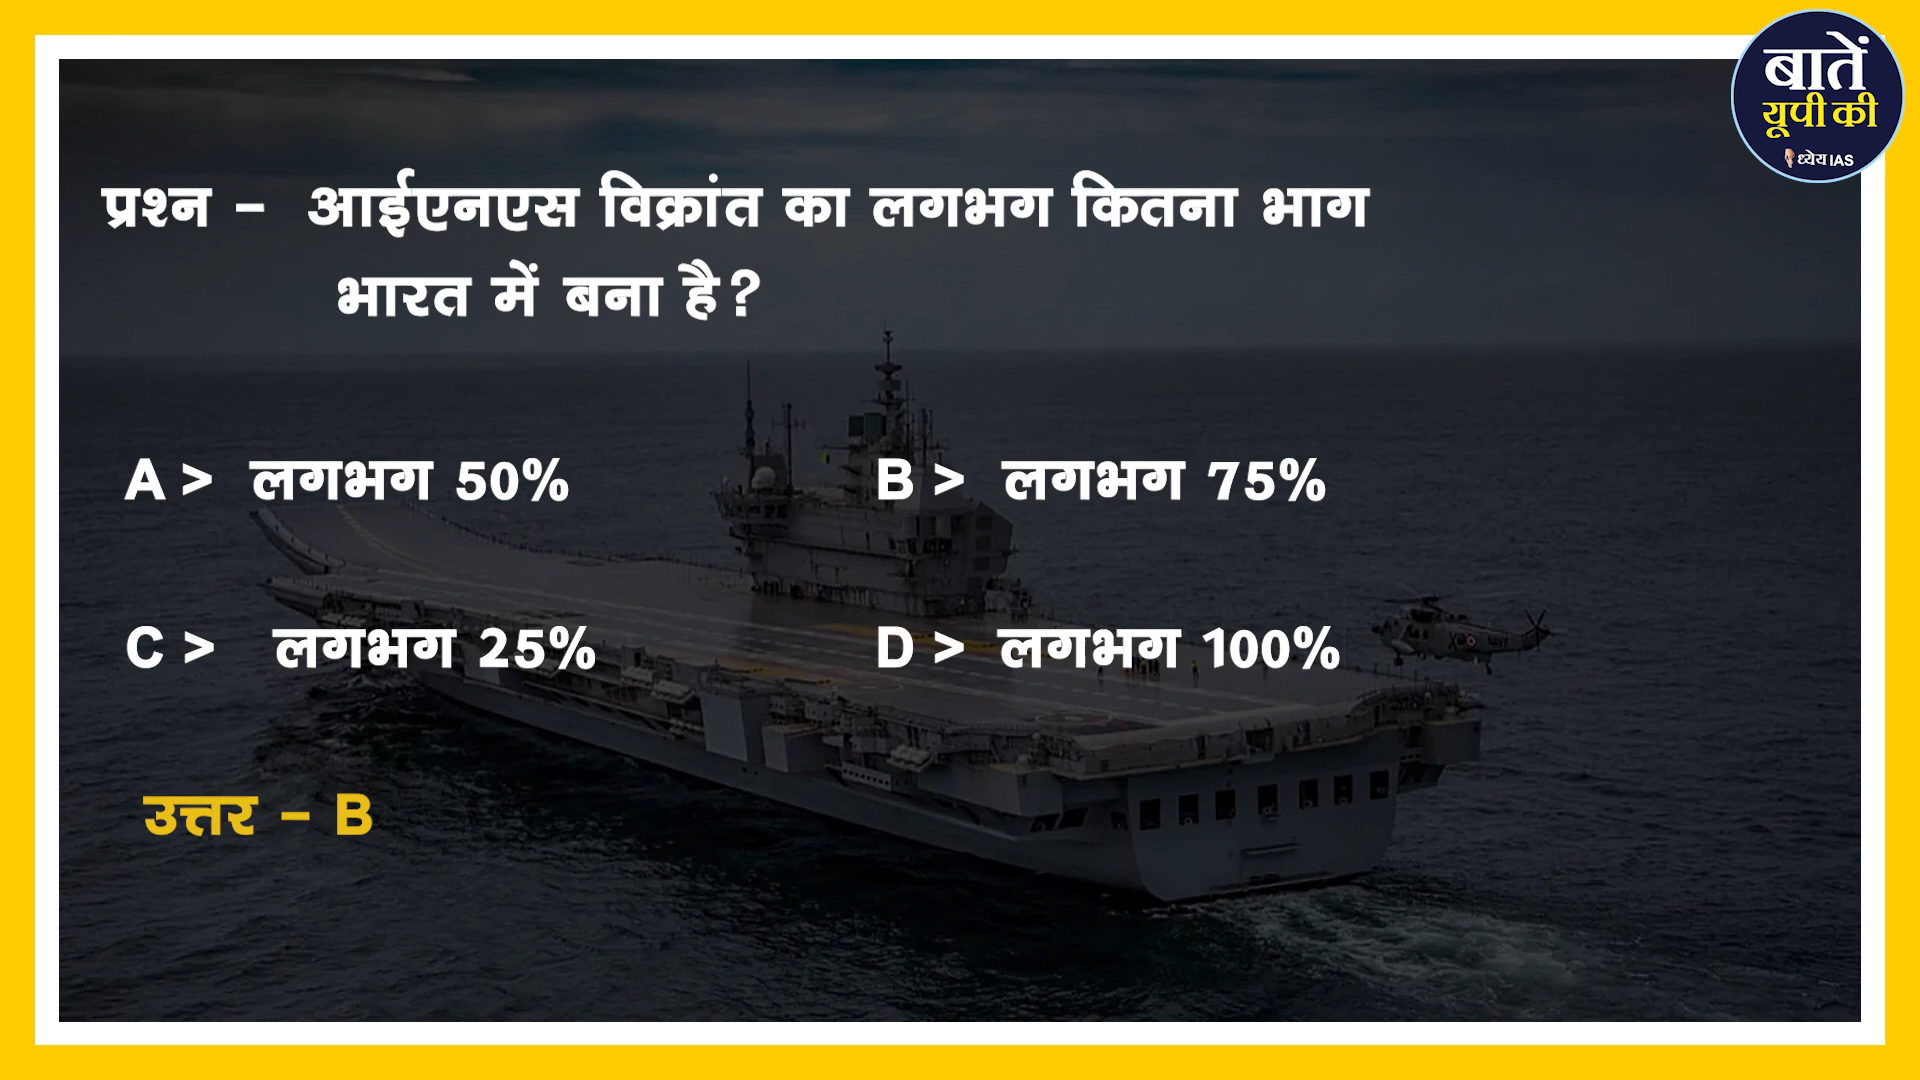 बातें
यूपी की
ध्येय IAS
प्रश्न - आईएनएस विक्रांत का लगभग कितना भाग
भारत में बना है?
A > लगभग 50%
B > लगभग 75%
C > लगभग 25%
D > लगभग 100%
उत्तर - B